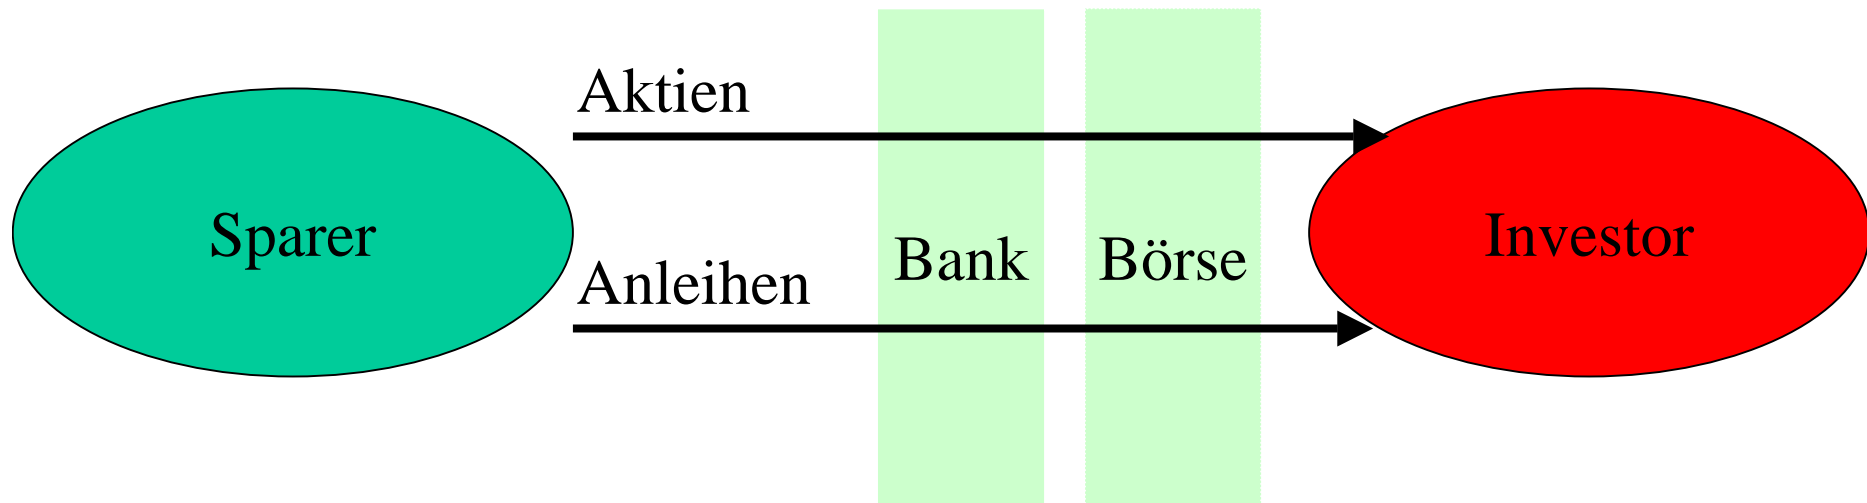 Aktien
Sparer
Anleihen
Bank
Börse
Investor